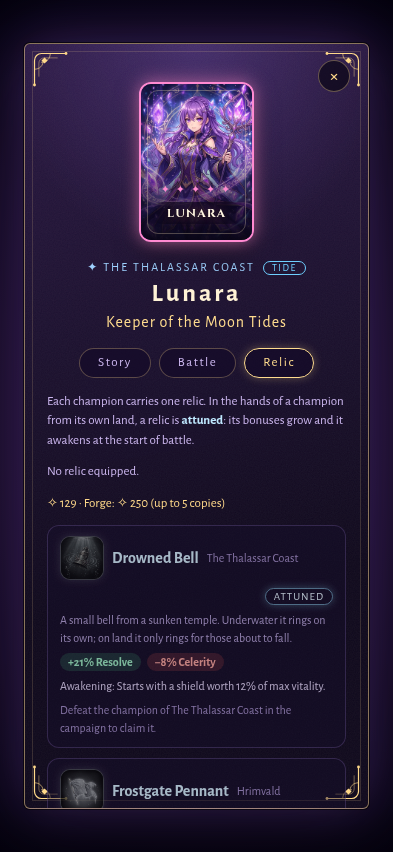 ×
LUNARA
✦ THE THALASSAR COAST TIDE
Lunara
Keeper of the Moon Tides
Story Battle Relic
Each champion carries one relic. In the hands of a champion
from its own land, a relic is attuned: its bonuses grow and it
awakens at the start of battle.
No relic equipped.
✧ 129 · Forge: ✧ 250 (up to 5 copies)
Drowned Bell The Thalassar Coast
ATTUNED
A small bell from a sunken temple. Underwater it rings on
its own; on land it only rings for those about to fall.
+21% Resolve −8% Celerity
Awakening: Starts with a shield worth 12% of max vitality.
Defeat the champion of The Thalassar Coast in the
campaign to claim it.
Frostgate Pennant Hrimvald